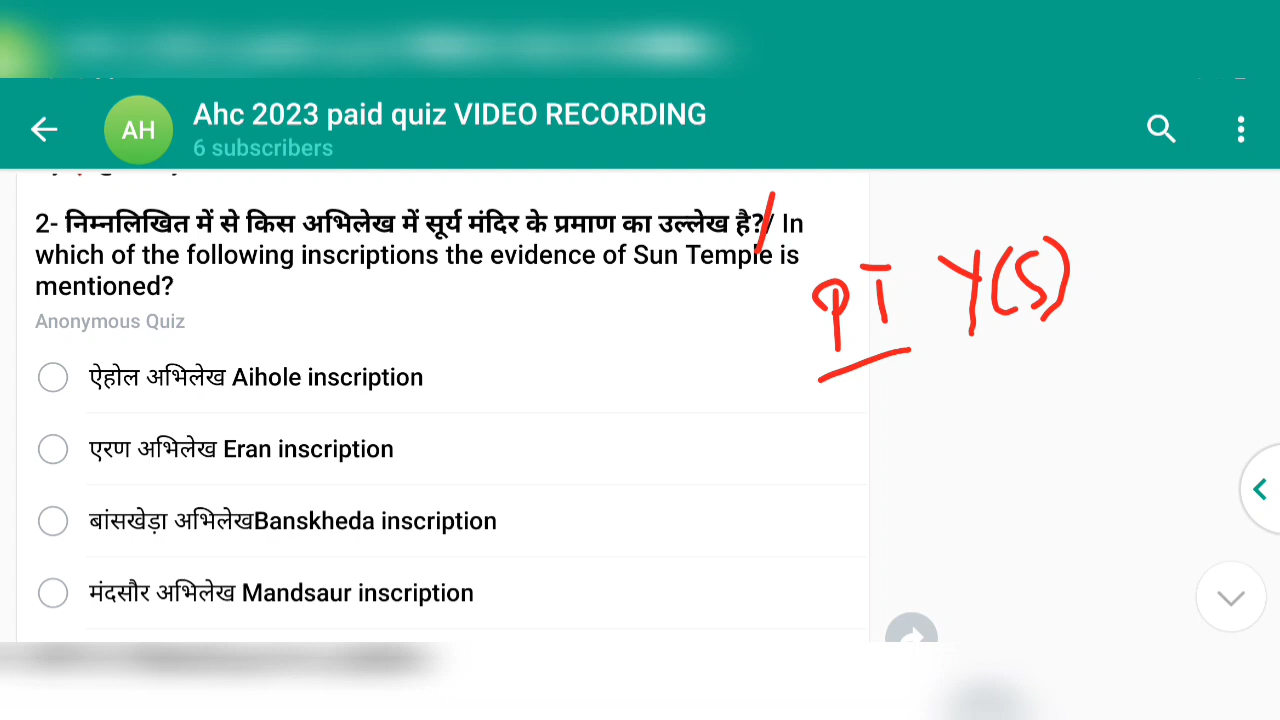 Ahc 2023 paid quiz VIDEO RECORDING
AH
6 subscribers
2- निम्नलिखित में से किस अभिलेख में सूर्य मंदिर के प्रमाण का उल्लेख है?/ In
which of the following inscriptions the evidence of Sun Temple is
mentioned?
PT Y(S)
Anonymous Quiz
ऐहोल अभिलेख Aihole inscription
एरण अभिलेख Eran inscription
बांसखेड़ा अभिलेखBanskheda inscription
मंदसौर अभिलेख Mandsaur inscription